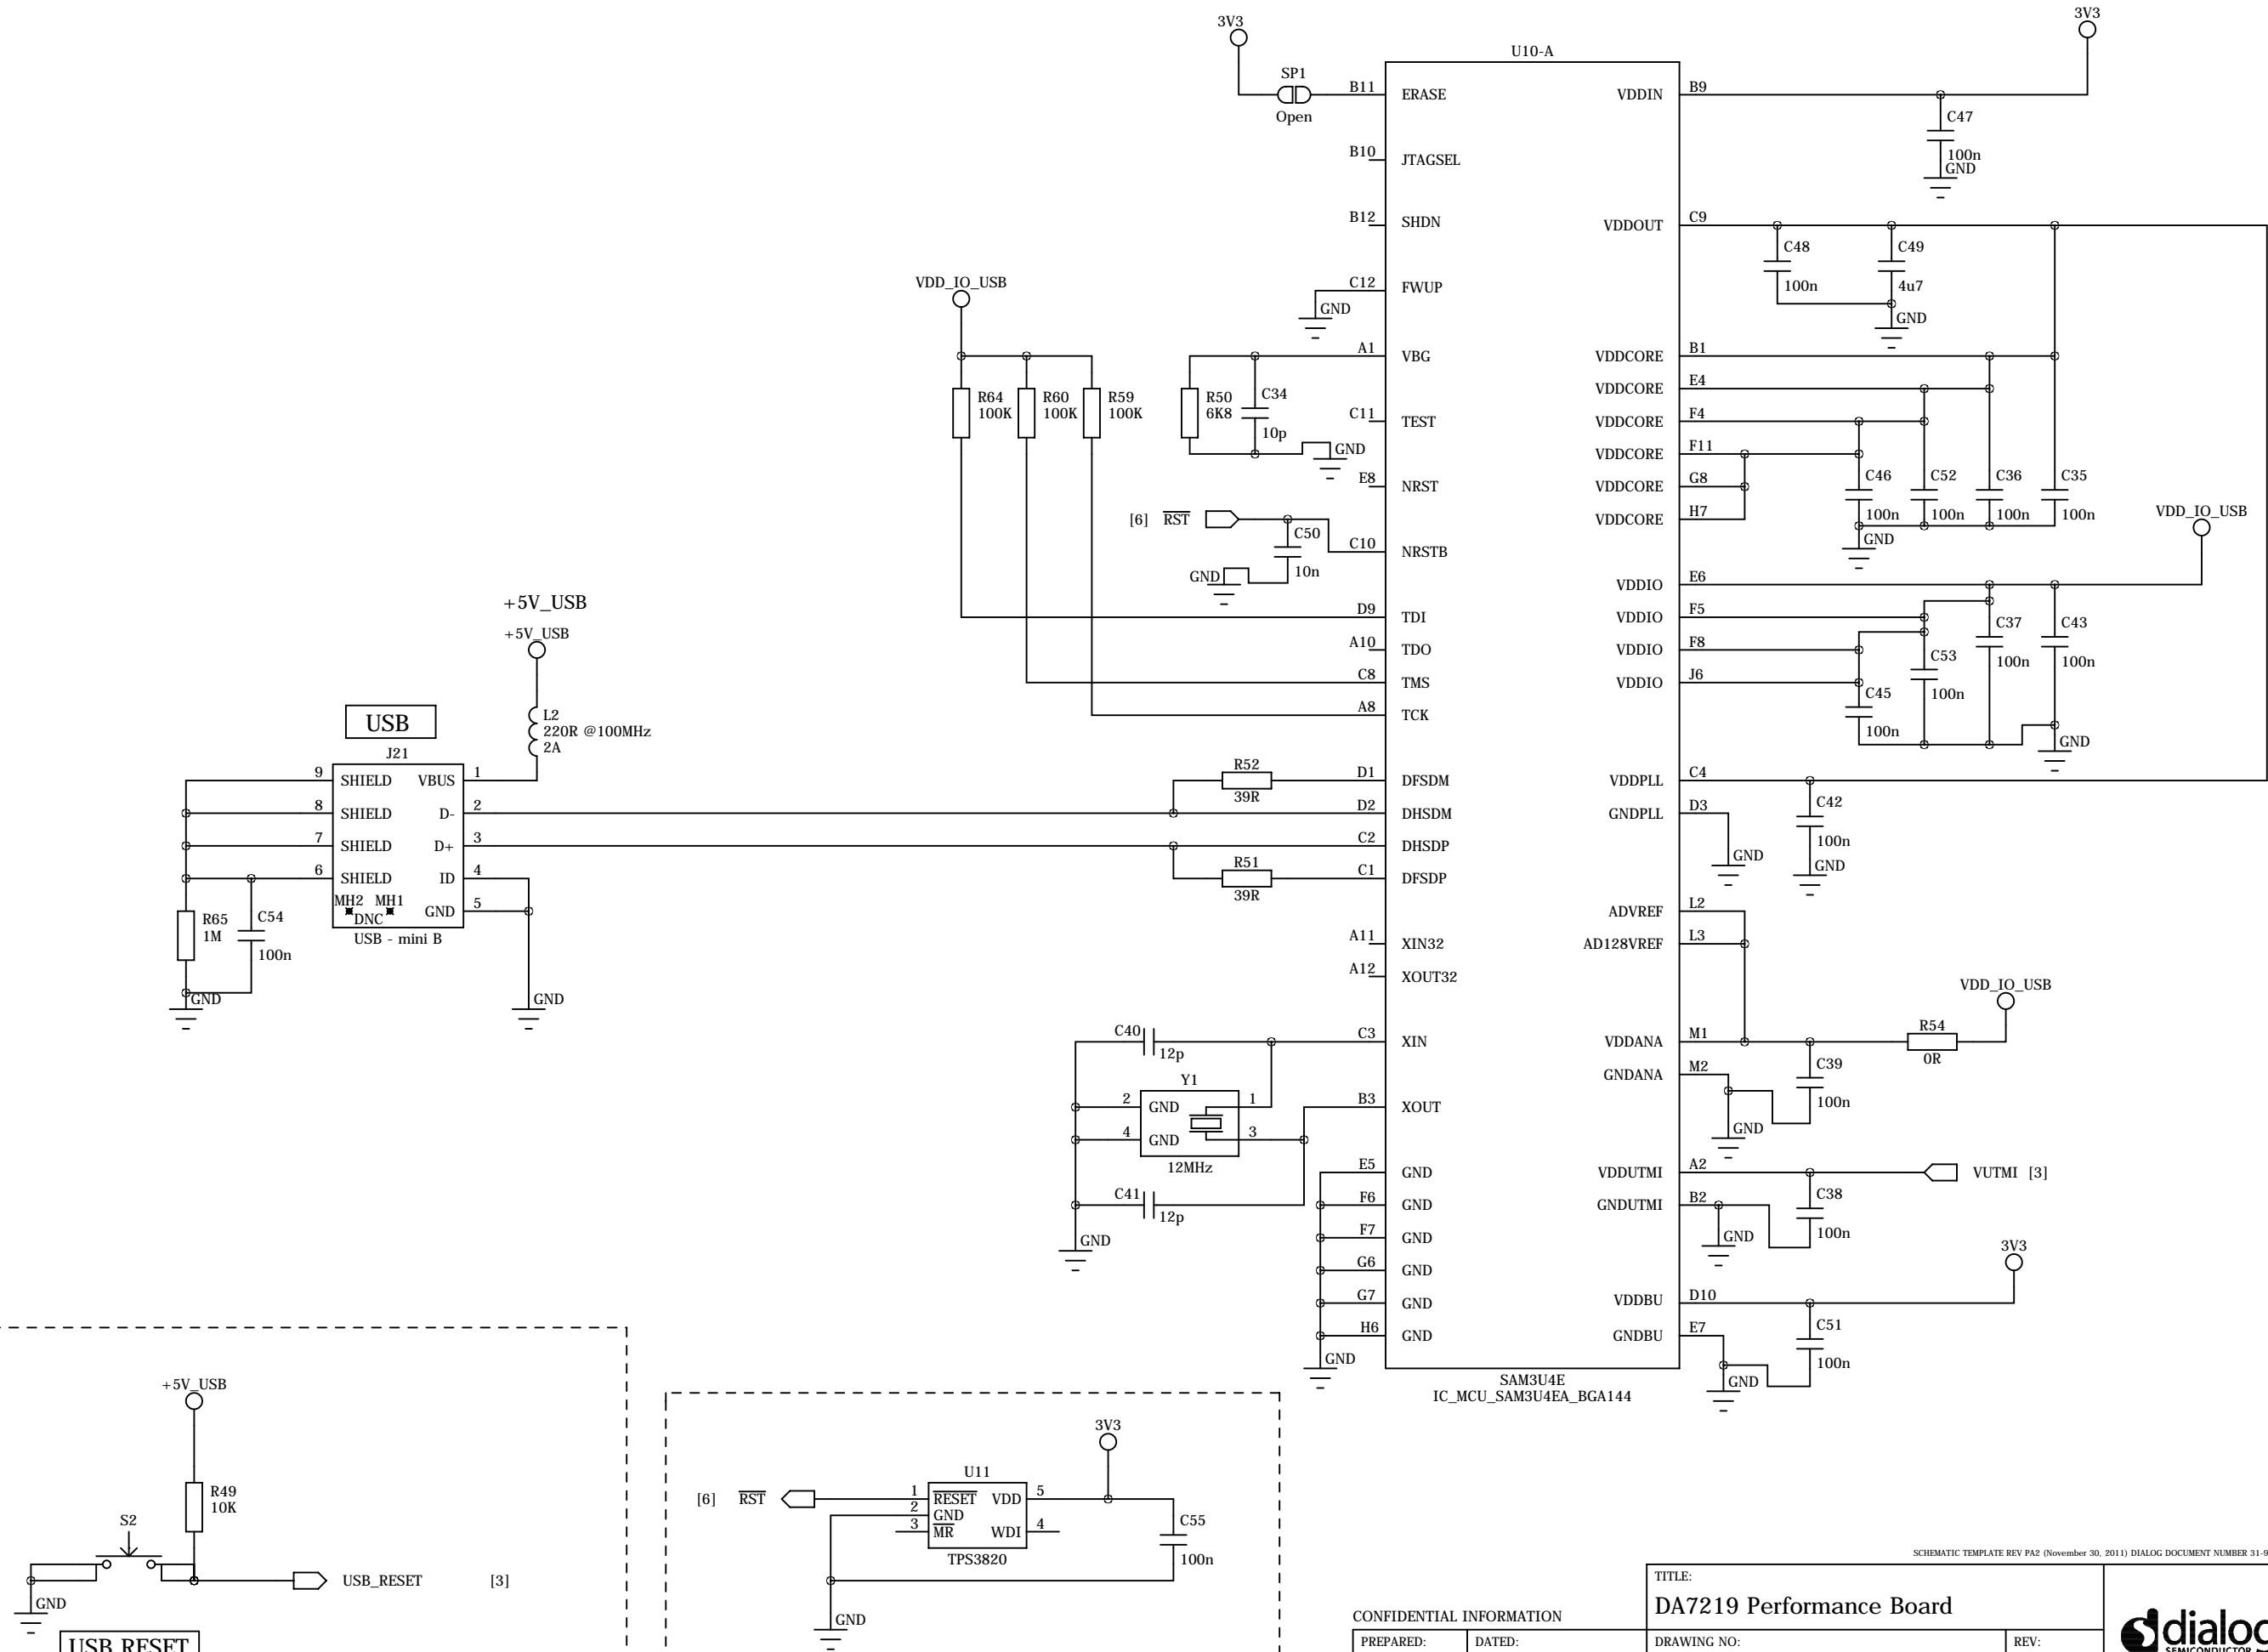 3V3
SP1
Open
U10-A
3V3
B11 ERASE
VDDIN B9
C47
100n
GND
B10 JTAGSEL
B12 SHDN
VDDOUT C9
C48
100n
C49
4u7
GND
C12 FWUP
GND
VDD_IO_USB
R64
100K
R60
100K
R59
100K
R50
6K8
C34
10p
GND
A1 VBG
VDDCORE B1
VDDCORE E4
C11 TEST
VDDCORE F4
VDDCORE F11
E8 NRST
VDDCORE G8
VDDCORE H7
C46
100n
C52
100n
C36
100n
C35
100n
GND
VDD_IO_USB
[6] RST
C50
10n
GND
C10 NRSTB
VDDIO E6
D9 TDI
VDDIO F5
A10 TDO
VDDIO F8
C8 TMS
VDDIO J6
A8 TCK
C45
100n
C53
100n
C37
100n
C43
100n
GND
+5V_USB
+5V_USB
L2
220R @100MHz
2A
USB
J21
9 SHIELD VBUS 1
8 SHIELD D- 2
7 SHIELD D+ 3
6 SHIELD ID 4
MH2 MH1
DNC GND 5
USB - mini B
R65
1M
C54
100n
GND
GND
R52
39R
R51
39R
D1 DFSDM
VDDPLL C4
D2 DHSDM
GNDPLL D3
C2 DHSDP
C1 DFSDP
C42
100n
GND
GND
ADVREF L2
A11 XIN32
AD128VREF L3
A12 XOUT32
VDD_IO_USB
R54
0R
C40
12p
C3 XIN
VDDANA M1
C39
100n
GNDANA M2
GND
Y1
2 GND 1
4 GND 3
12MHz
B3 XOUT
C41
12p
GND
E5 GND
VDDUTMI A2
VUTMI [3]
F6 GND
GNDUTMI B2
C38
100n
GND
F7 GND
G6 GND
3V3
G7 GND
VDDBU D10
H6 GND
GNDBU E7
C51
100n
GND
GND
SAM3U4E
IC_MCU_SAM3U4EA_BGA144
+5V_USB
R49
10K
S2
USB_RESET [3]
GND
USB RESET
3V3
U11
[6] RST
1 RESET VDD 5
2 GND
3 MR WDI 4
TPS3820
C55
100n
GND
SCHEMATIC TEMPLATE REV PA2 (November 30, 2011) DIALOG DOCUMENT NUMBER 31-9
TITLE:
DA7219 Performance Board
CONFIDENTIAL INFORMATION
PREPARED: DATED: DRAWING NO: REV:
dialog
SEMICONDUCTOR